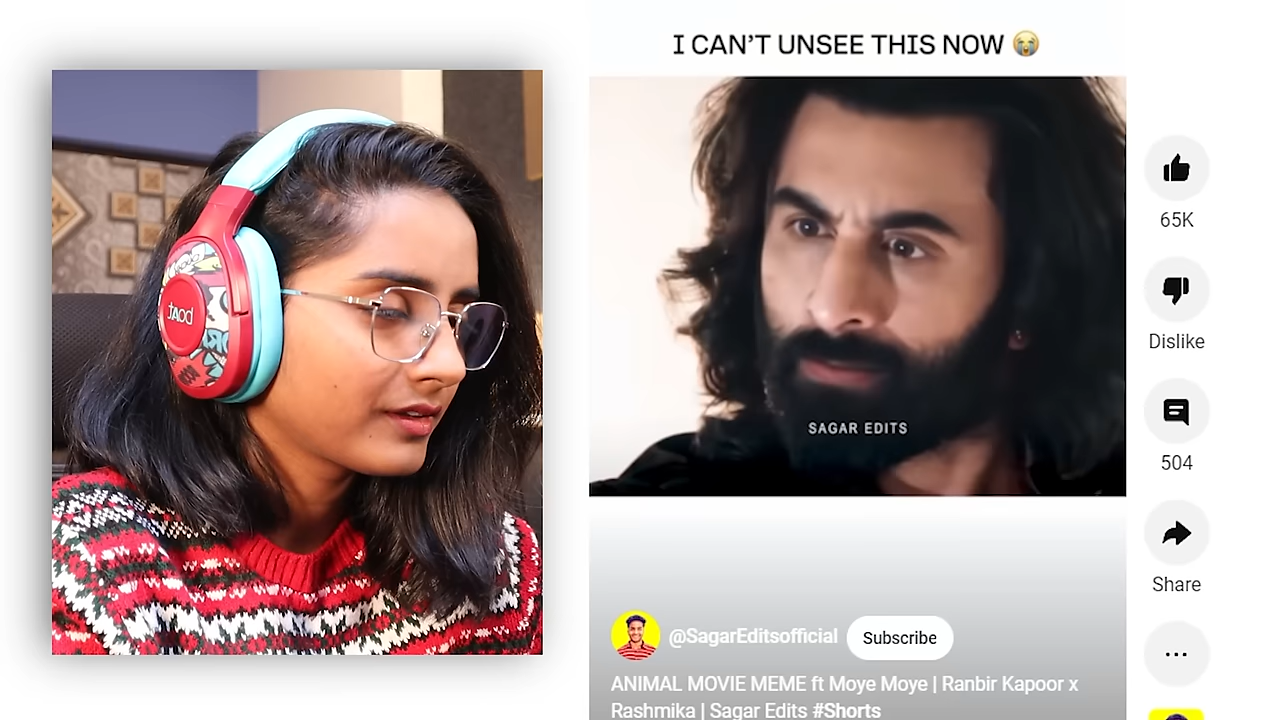 I CAN'T UNSEE THIS NOW 😭
boAt
SAGAR EDITS
65K
Dislike
504
Share
@SagarEditsofficial
Subscribe
ANIMAL MOVIE MEME ft Moye Moye | Ranbir Kapoor x
Rashmika | Sagar Edits #Shorts